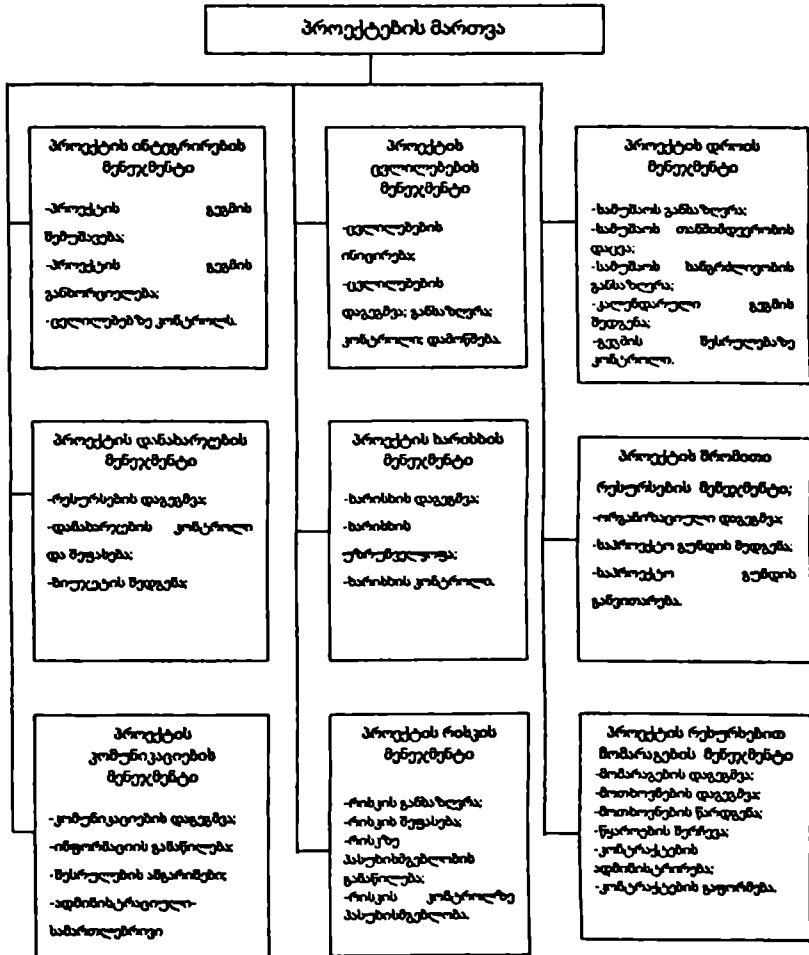 პროექტების მართვა
პროექტის ინტეგრირების
მენეჯმენტი
-პროექტის გეგმის
შემუშავება;
-პროექტის გეგმის
განხორციელება;
-ცვლილებებზე კონტროლს.
პროექტის
ცვლილებების
მენეჯმენტი
-ცვლილებების
ინიცირება;
-ცვლილებების
დაგეგმვა; განსაზღვრა;
კონტროლი; დამოწმება.
პროექტის დროის
მენეჯმენტი
-სამუშაოს განსაზღვრა;
-სამუშაოს თანმიმდევრობის
დაცვა;
-სამუშაოს ხანგრძლივობის
განსაზღვრა;
-კალენდარული გეგმის
შედგენა;
-გეგმის შესრულებაზე
კონტროლი.
პროექტის დანახარჯების
მენეჯმენტი
-რესურსების დაგეგმვა;
-დანახარჯების კონტროლი
და შეფასება;
-ბიუჯეტის შედგენა;
პროექტის ხარისხის
მენეჯმენტი
-ხარისხის დაგეგმვა;
-ხარისხის
უზრუნველყოფა;
-ხარისხის კონტროლი.
პროექტის შრომითი
რესურსების მენეჯმენტი;
-ორგანიზაციული დაგეგმვა;
-საპროექტო გუნდის შედგენა;
-საპროექტო გუნდის
განვითარება.
პროექტის
კომუნიკაციების
მენეჯმენტი
-კომუნიკაციების დაგეგმვა;
-ინფორმაციის განაწილება;
-შესრულების ანგარიშები;
-ადმინისტრაციულ-
სამართლებრივი
პროექტის რისკის
მენეჯმენტი
-რისკის განსაზღვრა;
-რისკის შეფასება;
-რისკზე
პასუხისმგებლობის
განაწილება;
-რისკის კონტროლზე
პასუხისმგებლობა.
პროექტის რესურსებით
მომარაგების მენეჯმენტი
-მომარაგების დაგეგმვა;
-მოთხოვნების დაგეგმვა;
-მოთხოვნების წარდგენა;
-წყაროების შერჩევა;
-კონტრაქტების
ადმინისტრირება;
-კონტრაქტების გაფორმება.